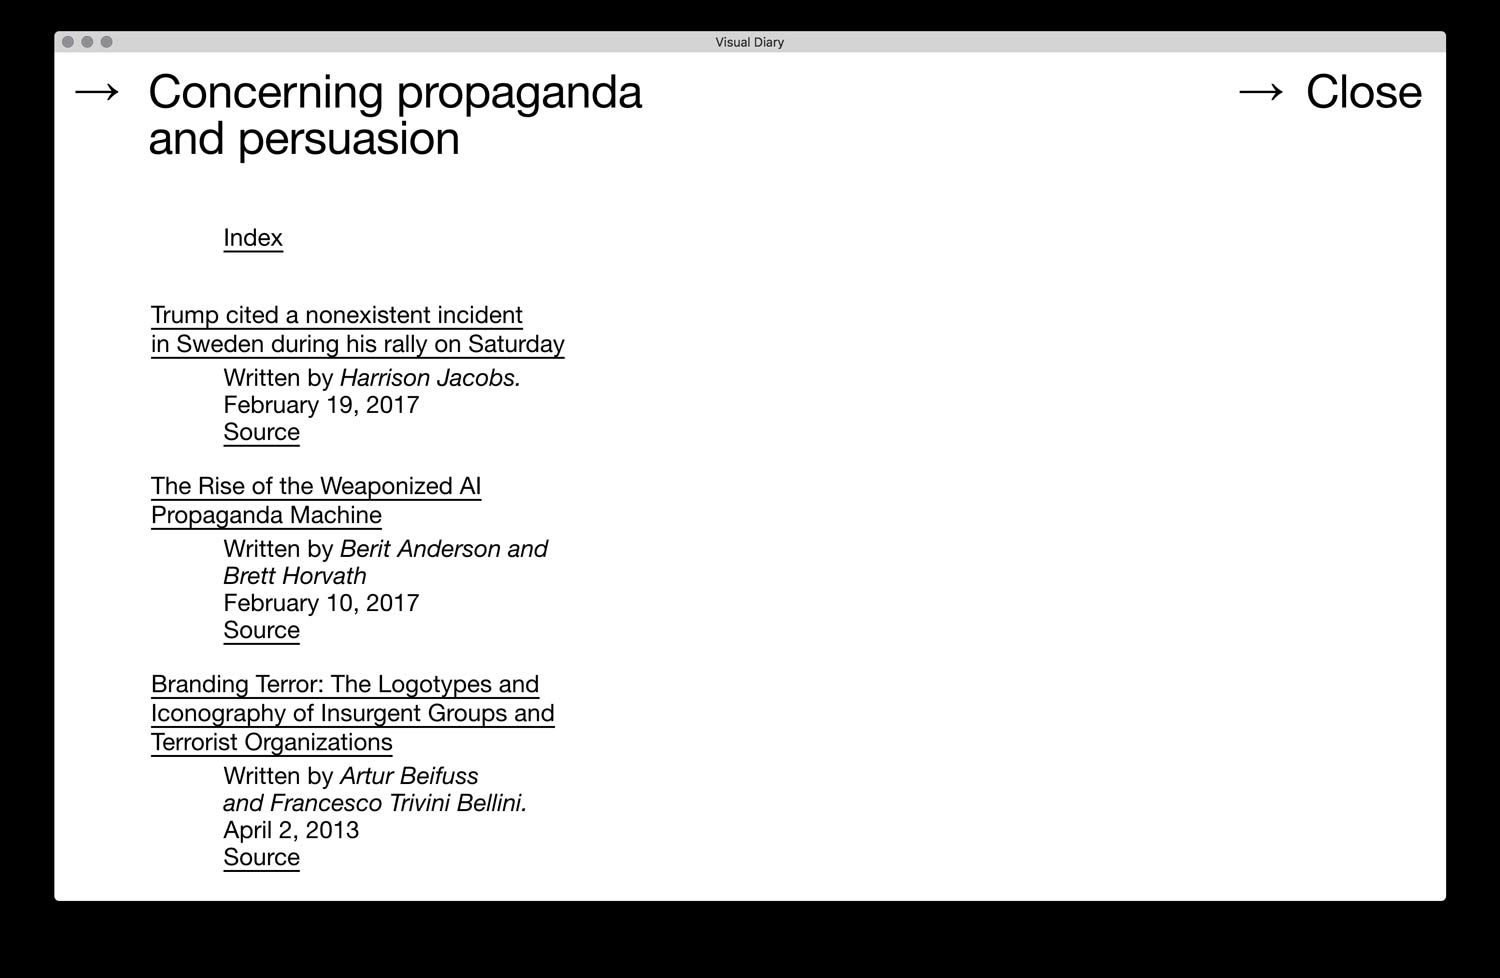 Visual Diary
→ Concerning propaganda
and persuasion
→ Close
Index
Trump cited a nonexistent incident
in Sweden during his rally on Saturday
Written by Harrison Jacobs.
February 19, 2017
Source
The Rise of the Weaponized AI
Propaganda Machine
Written by Berit Anderson and
Brett Horvath
February 10, 2017
Source
Branding Terror: The Logotypes and
Iconography of Insurgent Groups and
Terrorist Organizations
Written by Artur Beifuss
and Francesco Trivini Bellini.
April 2, 2013
Source